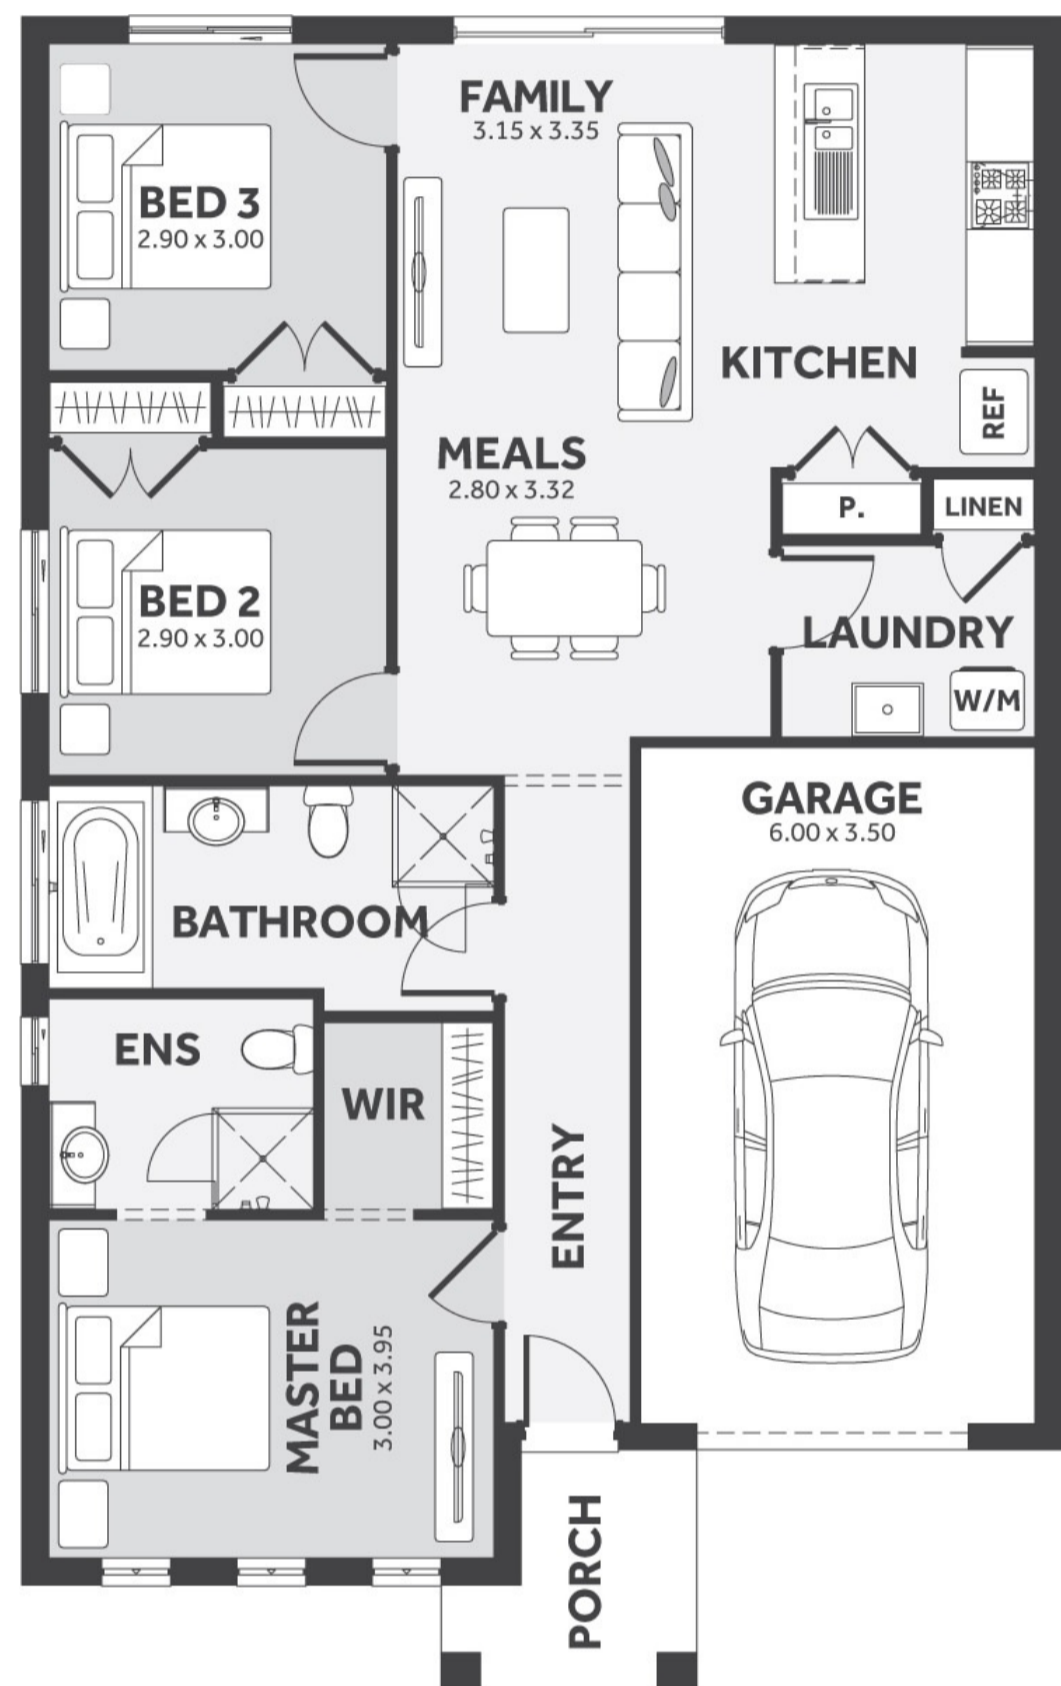 FAMILY
3.15 x 3.35
BED 3
2.90 x 3.00
KITCHEN
REF
MEALS
2.80 x 3.32
P.
LINEN
BED 2
2.90 x 3.00
LAUNDRY
W/M
GARAGE
6.00 x 3.50
BATHROOM
ENS
WIR
ENTRY
MASTER
BED
3.00 x 3.95
PORCH